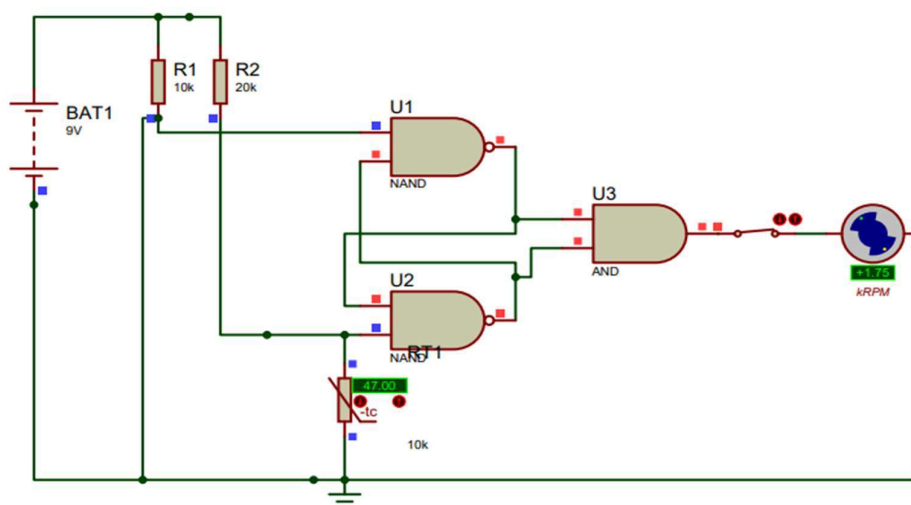 R1
10k
R2
20k
BAT1
9V
U1
NAND
U3
AND
+1.75
kRPM
U2
NAND
RT1
47.00
-tc
10k